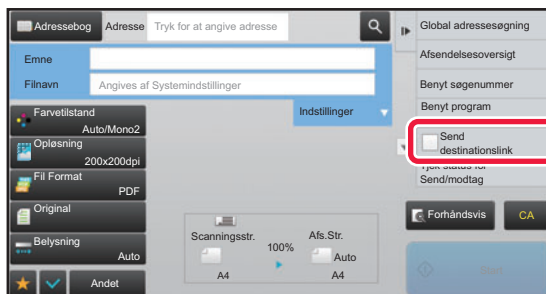 Adressebog
Adresse
Tryk for at angive adresse
Emne
Filnavn
Angives af Systemindstillinger
Indstillinger
Farvetilstand
Auto/Mono2
Opløsning
200x200dpi
Fil Format
PDF
Original
Belysning
Auto
Andet
Scanningsstr.
A4
100%
Afs.Str.
Auto
A4
Global adressesøgning
Afsendelsesoversigt
Benyt søgenummer
Benyt program
Send
destinationslink
Tjek status for
Send/modtag
Forhåndsvis
CA
Start